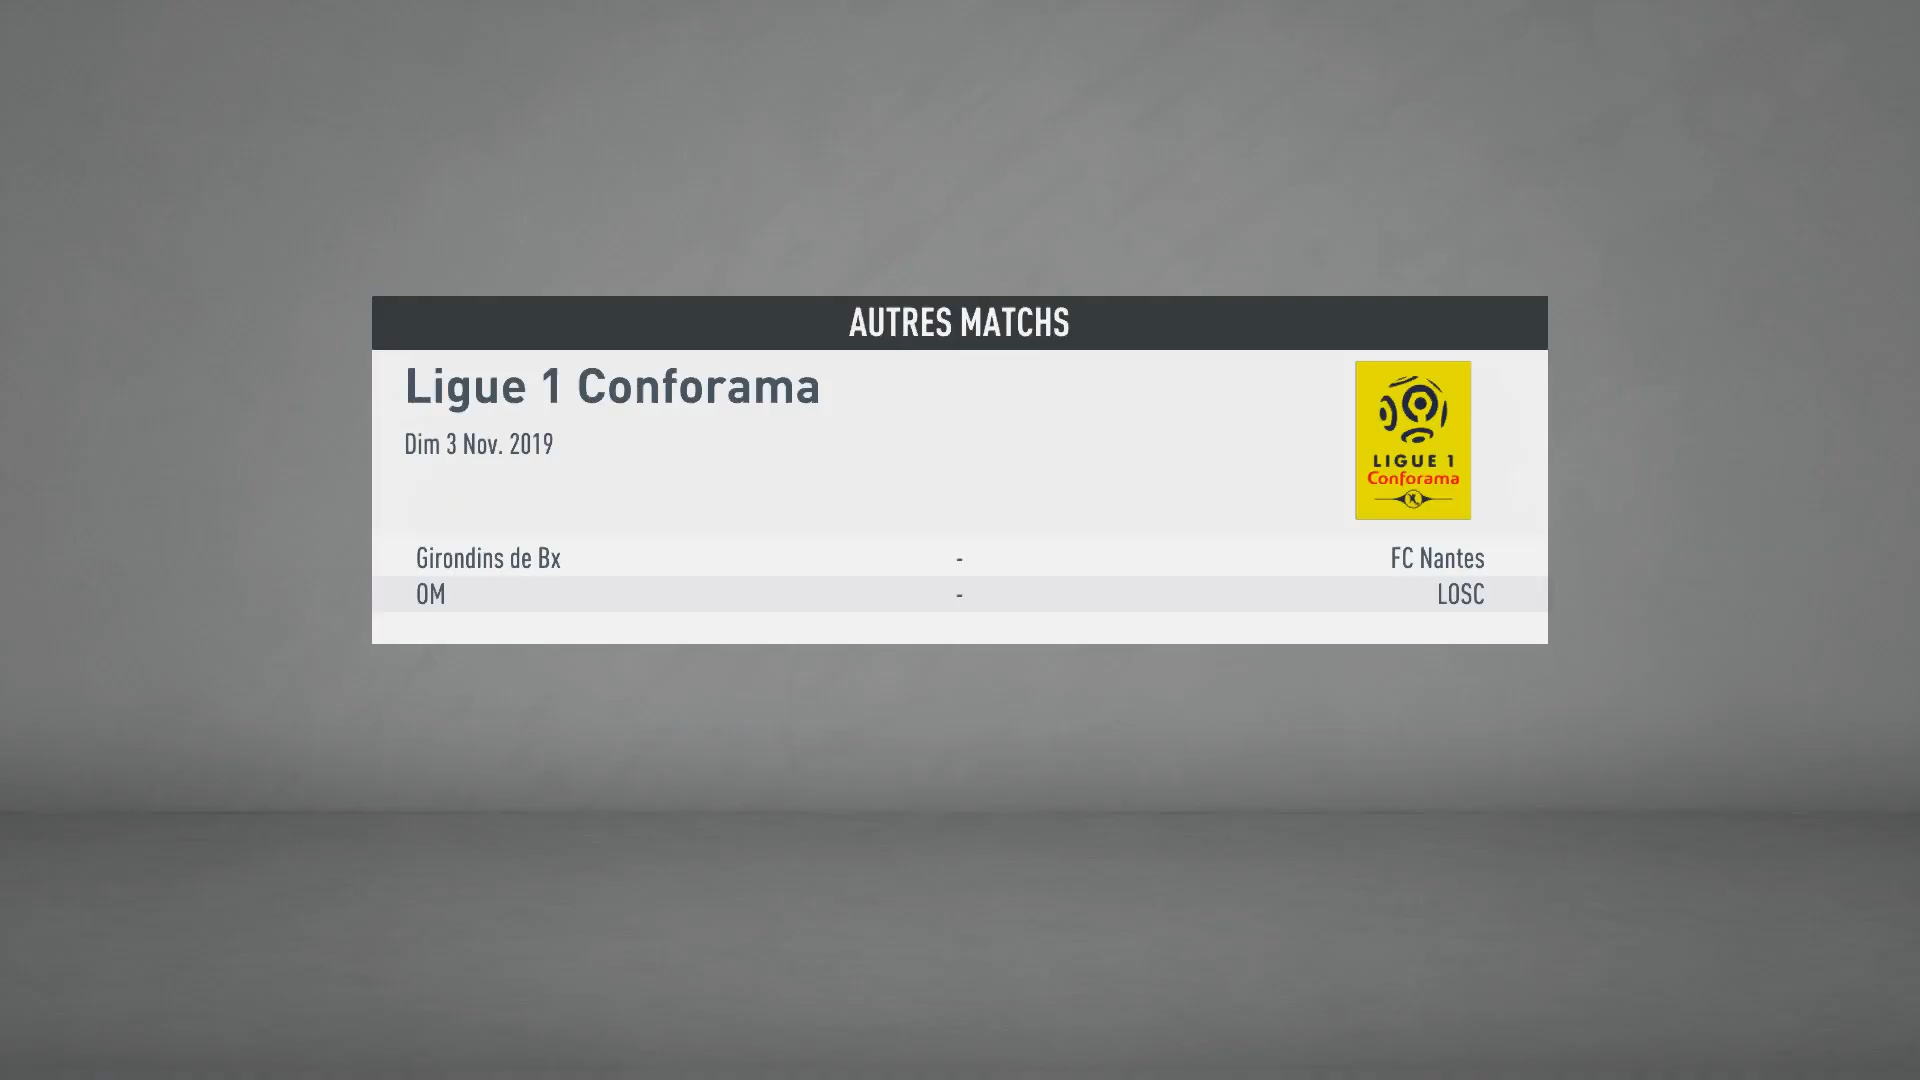 AUTRES MATCHS
Ligue 1 Conforama
Dim 3 Nov. 2019
LIGUE 1
Conforama
Girondins de Bx - FC Nantes
OM - LOSC